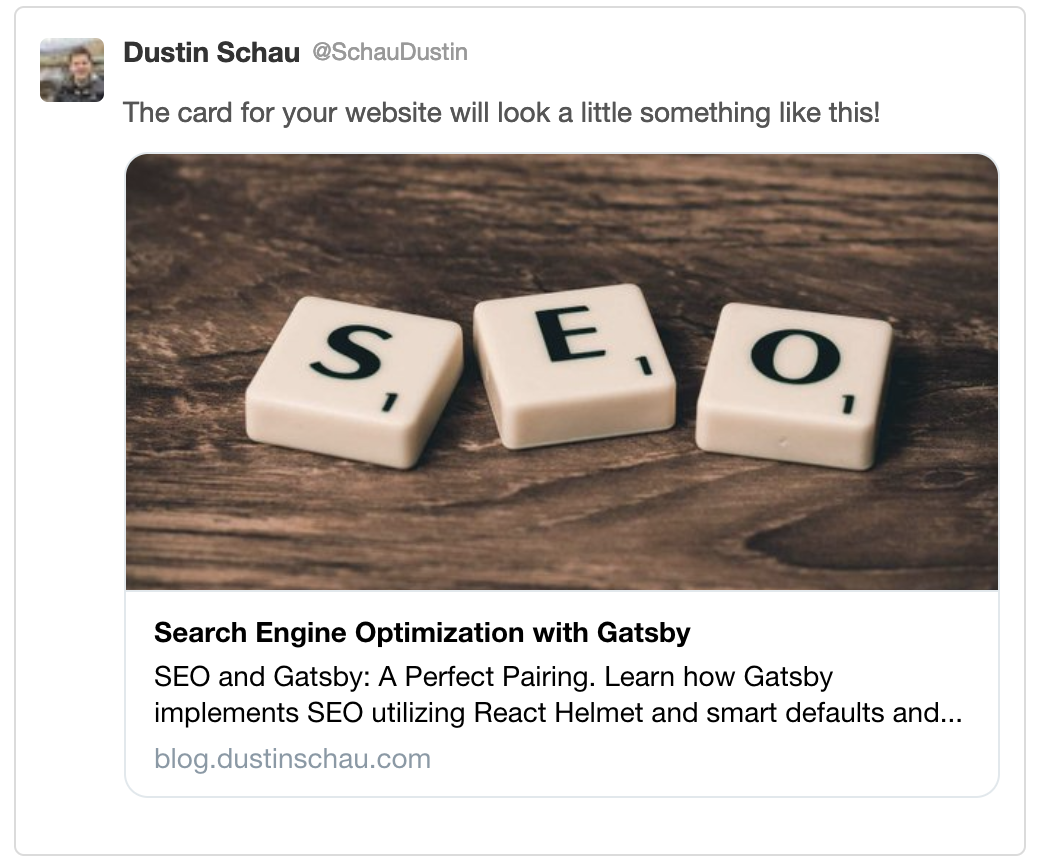 Dustin Schau @SchauDustin
The card for your website will look a little something like this!
S E O
1 1 1
Search Engine Optimization with Gatsby
SEO and Gatsby: A Perfect Pairing. Learn how Gatsby
implements SEO utilizing React Helmet and smart defaults and...
blog.dustinschau.com